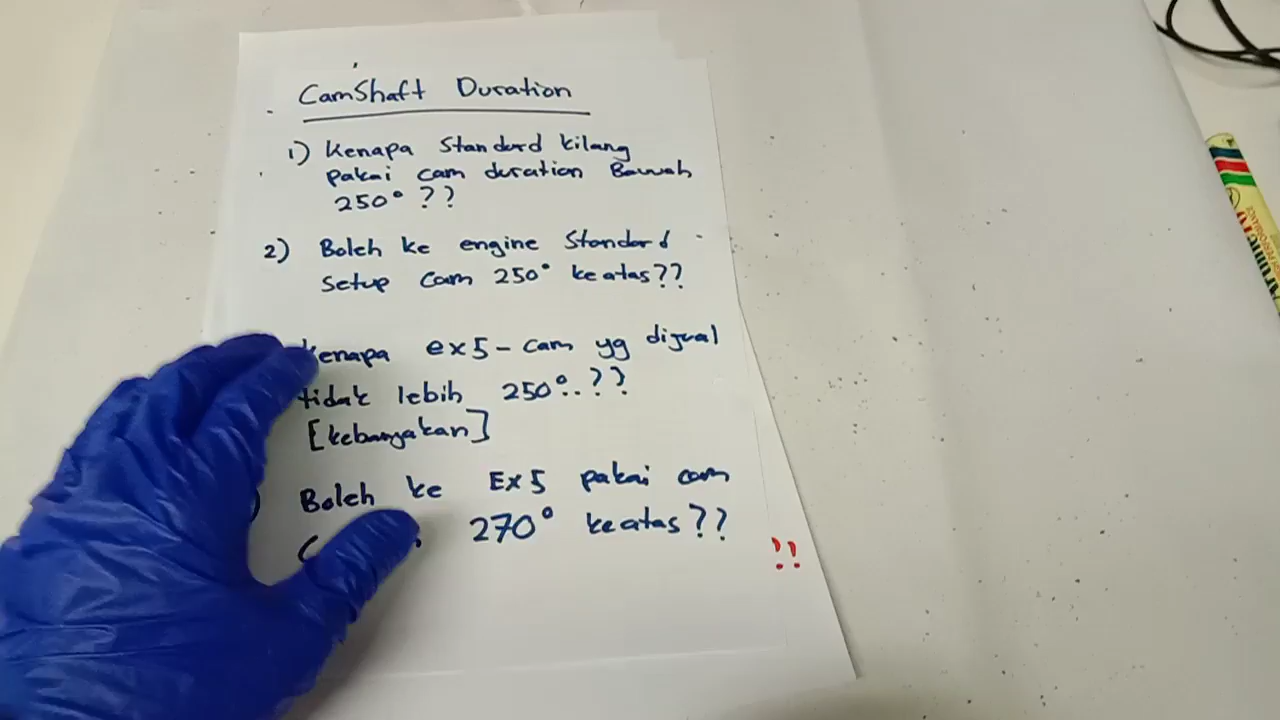 CamShaft Duration
1) Kenapa Standard kilang
pakai cam duration Bawah
250° ??
2) Boleh ke engine Standard
Setup Cam 250° keatas??
Kenapa ex5-cam yg dijual
tidak lebih 250°..??
[kebanyakan]
Boleh ke EX5 pakai cam
270° keatas??
!!